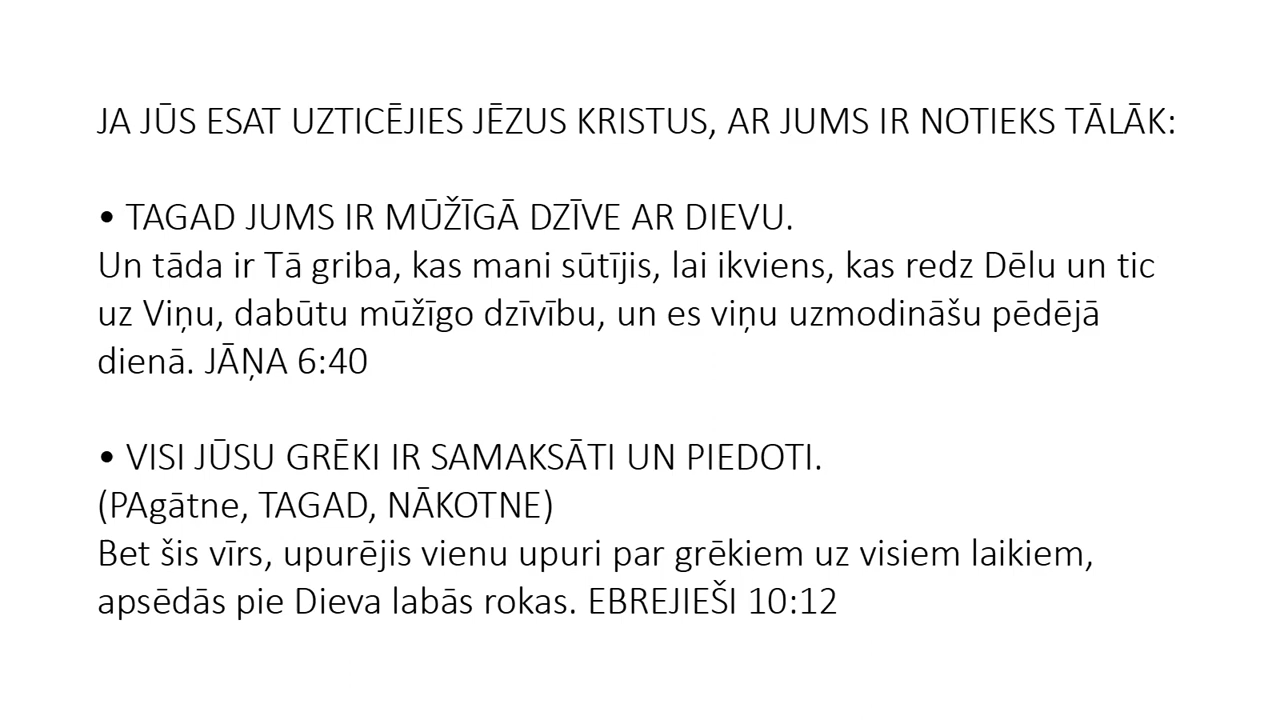 JA JŪS ESAT UZTICĒJIES JĒZUS KRISTUS, AR JUMS IR NOTIEKS TĀLĀK:
• TAGAD JUMS IR MŪŽĪGĀ DZĪVE AR DIEVU.
Un tāda ir Tā griba, kas mani sūtījis, lai ikviens, kas redz Dēlu un tic
uz Viņu, dabūtu mūžīgo dzīvību, un es viņu uzmodināšu pēdējā
dienā. JĀŅA 6:40
• VISI JŪSU GRĒKI IR SAMAKSĀTI UN PIEDOTI.
(PAgātne, TAGAD, NĀKOTNE)
Bet šis vīrs, upurējis vienu upuri par grēkiem uz visiem laikiem,
apsēdās pie Dieva labās rokas. EBREJIEŠI 10:12